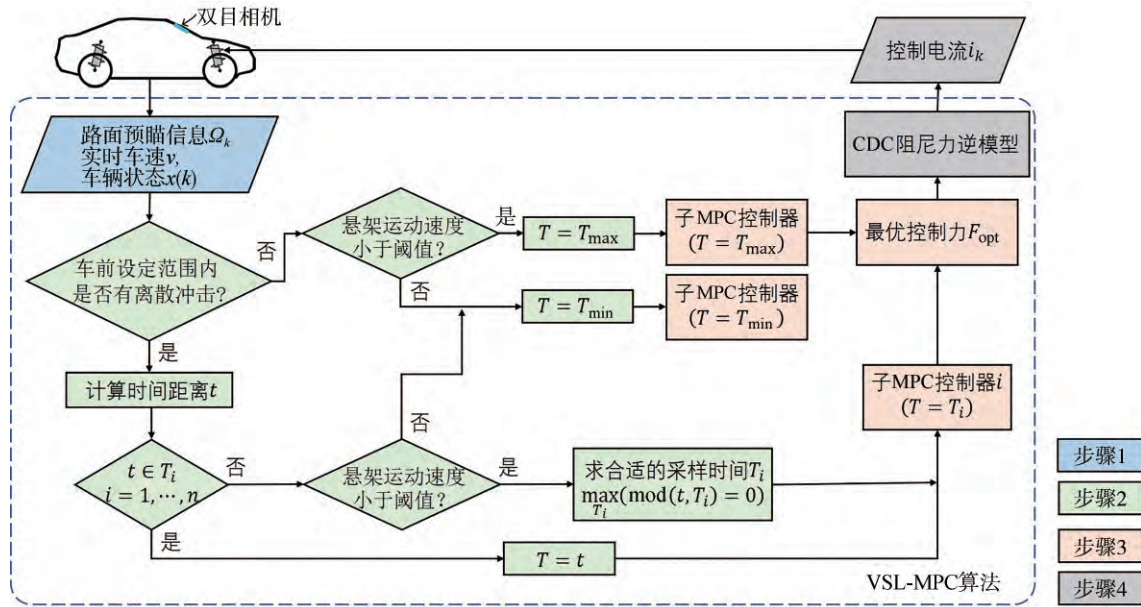 双目相机
控制电流i_k
路面预瞄信息Ω_k
实时车速v,
车辆状态x(k)
CDC阻尼力逆模型
车前设定范围内
是否有离散冲击?
否
悬架运动速度
小于阈值?
是
T = T_max
子MPC控制器
(T = T_max)
最优控制力F_opt
否
T = T_min
子MPC控制器
(T = T_min)
是
计算时间距离t
子MPC控制器i
(T = T_i)
t ∈ T_i
i = 1, ⋯, n
否
悬架运动速度
小于阈值?
否
是
求合适的采样时间T_i
max(mod(t, T_i) = 0)
T_i
是
T = t
VSL-MPC算法
步骤1
步骤2
步骤3
步骤4